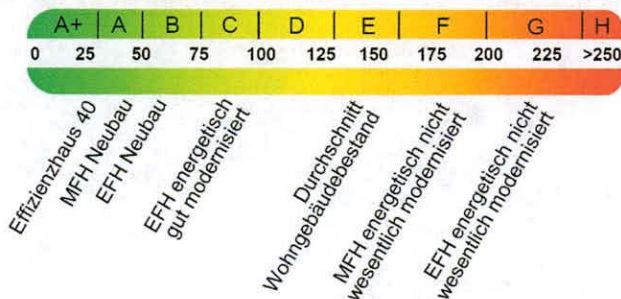 A+ A B C D E F G H
0 25 50 75 100 125 150 175 200 225 >250
Effizienzhaus 40
MFH Neubau
EFH Neubau
EFH energetisch
gut modernisiert
Durchschnitt
Wohngebäudebestand
MFH energetisch nicht
wesentlich modernisiert
EFH energetisch nicht
wesentlich modernisiert